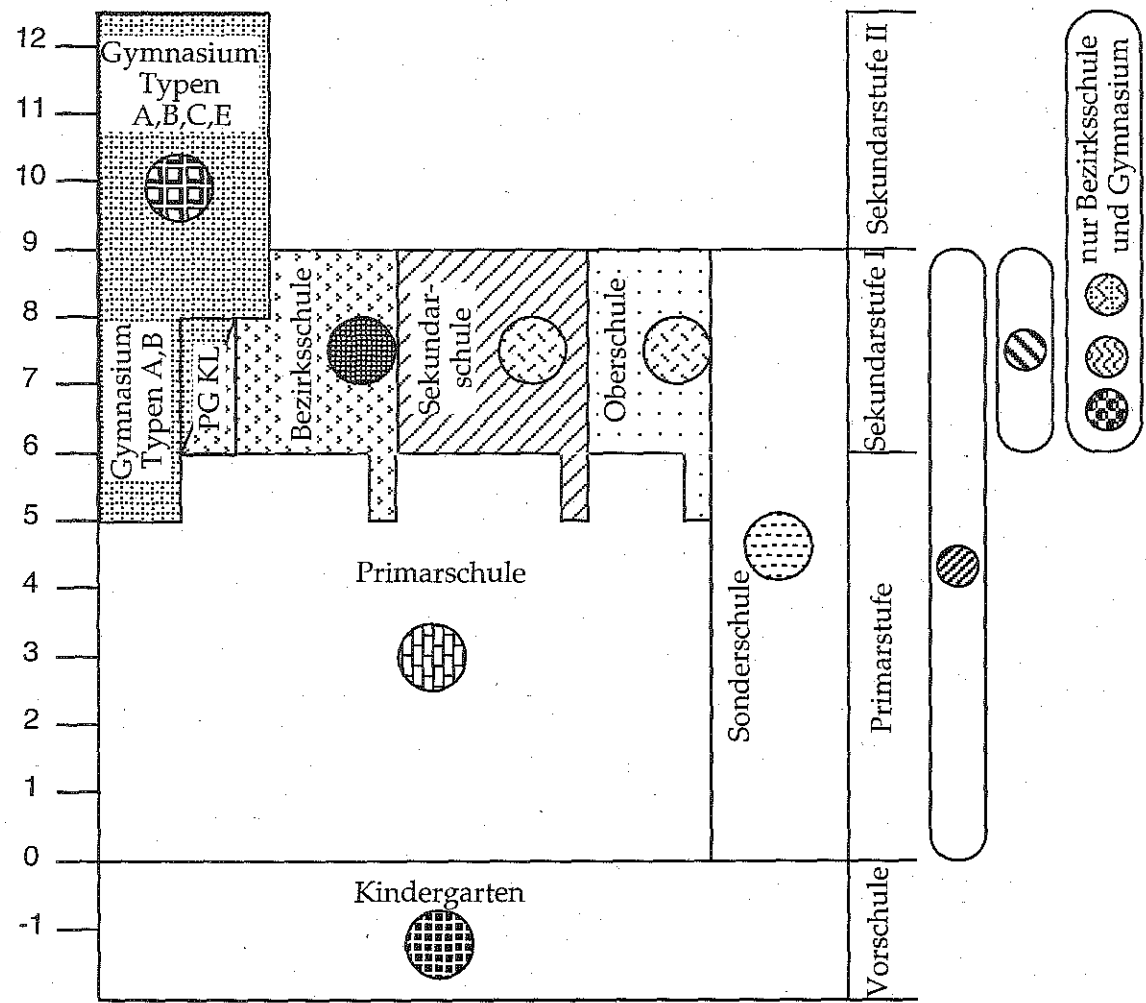 12
11
10
9
8
7
6
5
4
3
2
1
0
-1
Gymnasium
Typen
A,B,C,E
Gymnasium
Typen A,B
PG KL
Bezirksschule
Sekundar-
schule
Oberschule
Primarschule
Sonderschule
Kindergarten
Sekundarstufe II
Sekundarstufe I
Primarstufe
Vorschule
nur Bezirksschule
und Gymnasium